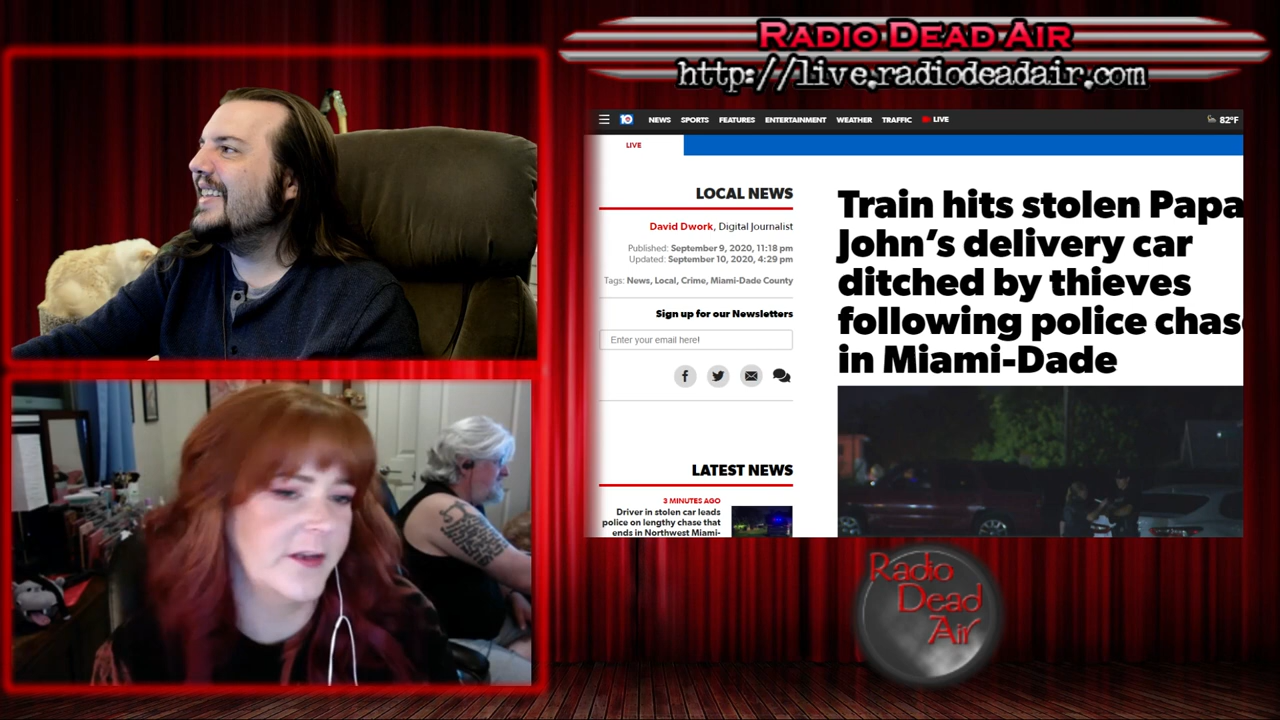 RADIO DEAD AIR
http://live.radiodeadair.com
10 NEWS SPORTS FEATURES ENTERTAINMENT WEATHER TRAFFIC LIVE 82°F
LIVE
LOCAL NEWS
David Dwork, Digital Journalist
Published: September 9, 2020, 11:18 pm
Updated: September 10, 2020, 4:29 pm
Tags: News, Local, Crime, Miami-Dade County
Sign up for our Newsletters
Enter your email here!
LATEST NEWS
3 MINUTES AGO
Driver in stolen car leads
police on lengthy chase that
ends in Northwest Miami-
Train hits stolen Papa
John's delivery car
ditched by thieves
following police chas
in Miami-Dade
Radio
Dead
Air